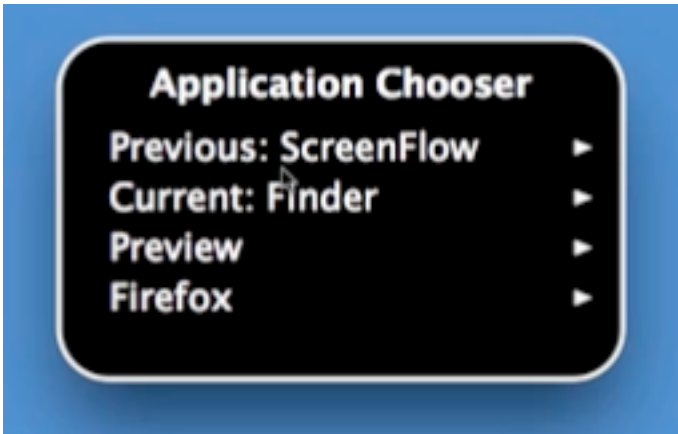 Application Chooser
Previous: ScreenFlow
Current: Finder
Preview
Firefox